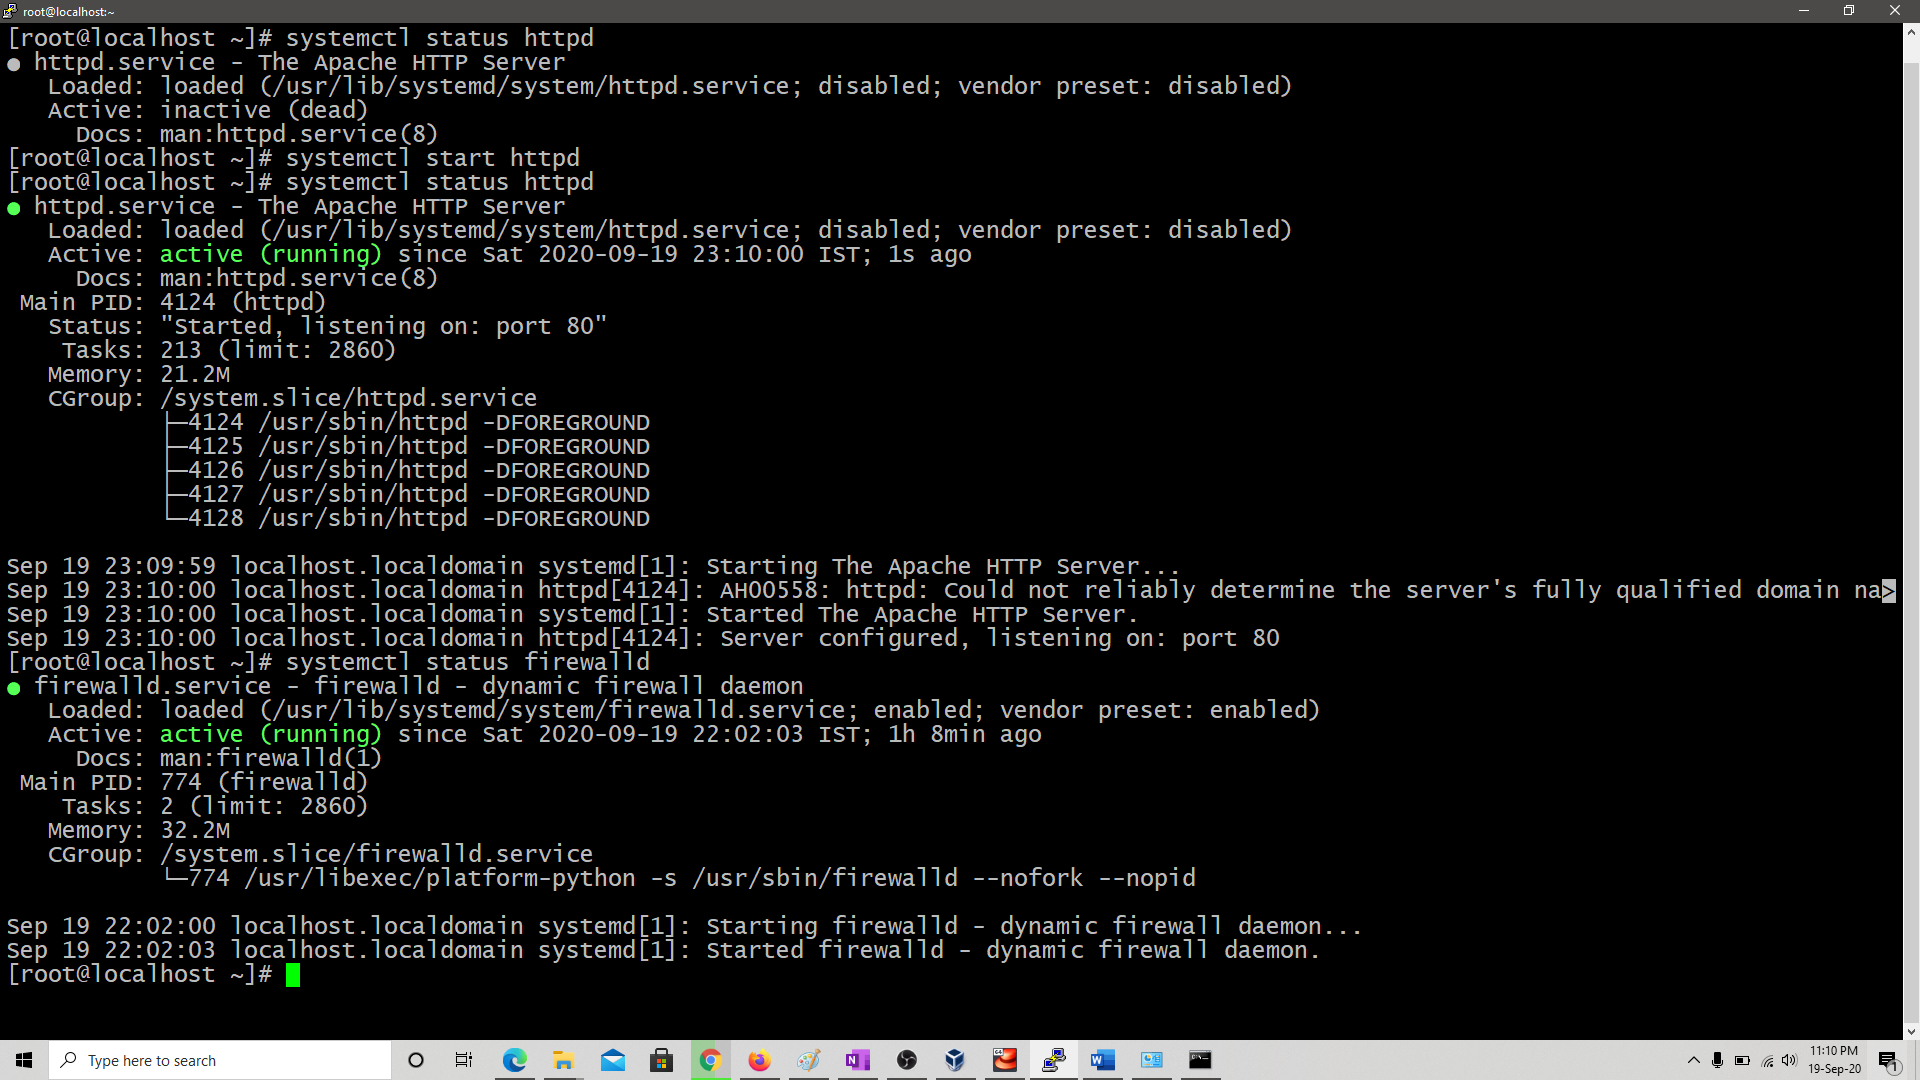 root@localhost:~
[root@localhost ~]# systemctl status httpd
● httpd.service - The Apache HTTP Server
   Loaded: loaded (/usr/lib/systemd/system/httpd.service; disabled; vendor preset: disabled)
   Active: inactive (dead)
     Docs: man:httpd.service(8)
[root@localhost ~]# systemctl start httpd
[root@localhost ~]# systemctl status httpd
● httpd.service - The Apache HTTP Server
   Loaded: loaded (/usr/lib/systemd/system/httpd.service; disabled; vendor preset: disabled)
   Active: active (running) since Sat 2020-09-19 23:10:00 IST; 1s ago
     Docs: man:httpd.service(8)
 Main PID: 4124 (httpd)
   Status: "Started, listening on: port 80"
    Tasks: 213 (limit: 2860)
   Memory: 21.2M
   CGroup: /system.slice/httpd.service
           ├─4124 /usr/sbin/httpd -DFOREGROUND
           ├─4125 /usr/sbin/httpd -DFOREGROUND
           ├─4126 /usr/sbin/httpd -DFOREGROUND
           ├─4127 /usr/sbin/httpd -DFOREGROUND
           └─4128 /usr/sbin/httpd -DFOREGROUND
Sep 19 23:09:59 localhost.localdomain systemd[1]: Starting The Apache HTTP Server...
Sep 19 23:10:00 localhost.localdomain httpd[4124]: AH00558: httpd: Could not reliably determine the server's fully qualified domain na>
Sep 19 23:10:00 localhost.localdomain systemd[1]: Started The Apache HTTP Server.
Sep 19 23:10:00 localhost.localdomain httpd[4124]: Server configured, listening on: port 80
[root@localhost ~]# systemctl status firewalld
● firewalld.service - firewalld - dynamic firewall daemon
   Loaded: loaded (/usr/lib/systemd/system/firewalld.service; enabled; vendor preset: enabled)
   Active: active (running) since Sat 2020-09-19 22:02:03 IST; 1h 8min ago
     Docs: man:firewalld(1)
 Main PID: 774 (firewalld)
    Tasks: 2 (limit: 2860)
   Memory: 32.2M
   CGroup: /system.slice/firewalld.service
           └─774 /usr/libexec/platform-python -s /usr/sbin/firewalld --nofork --nopid
Sep 19 22:02:00 localhost.localdomain systemd[1]: Starting firewalld - dynamic firewall daemon...
Sep 19 22:02:03 localhost.localdomain systemd[1]: Started firewalld - dynamic firewall daemon.
[root@localhost ~]#
Type here to search
11:10 PM
19-Sep-20
1